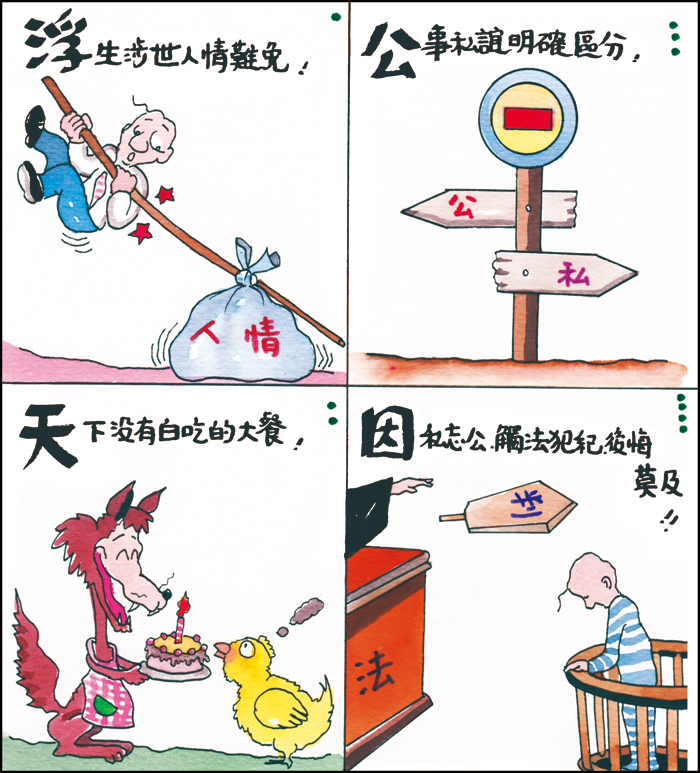 浮生涉世人情難免!
人情
天下没有白吃的大餐!
公事私誼明確區分!
公
私
因私忘公.觸法犯紀.後悔
莫及!!
判
法